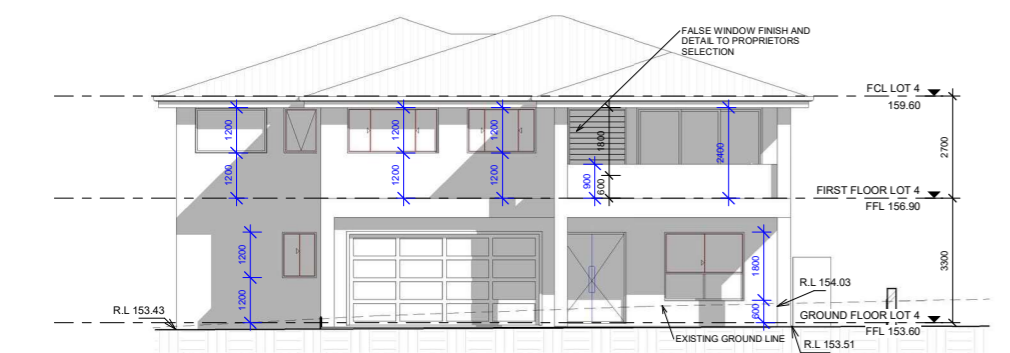 FALSE WINDOW FINISH AND
DETAIL TO PROPRIETORS
SELECTION
FCL LOT 4
159.60
1200
1200
1200
1800
2400
2700
1200
1200
1200
900
600
FIRST FLOOR LOT 4
FFL 156.90
1200
1200
1800
600
3300
R.L 154.03
R.L 153.43
GROUND FLOOR LOT 4
FFL 153.60
EXISTING GROUND LINE
R.L 153.51